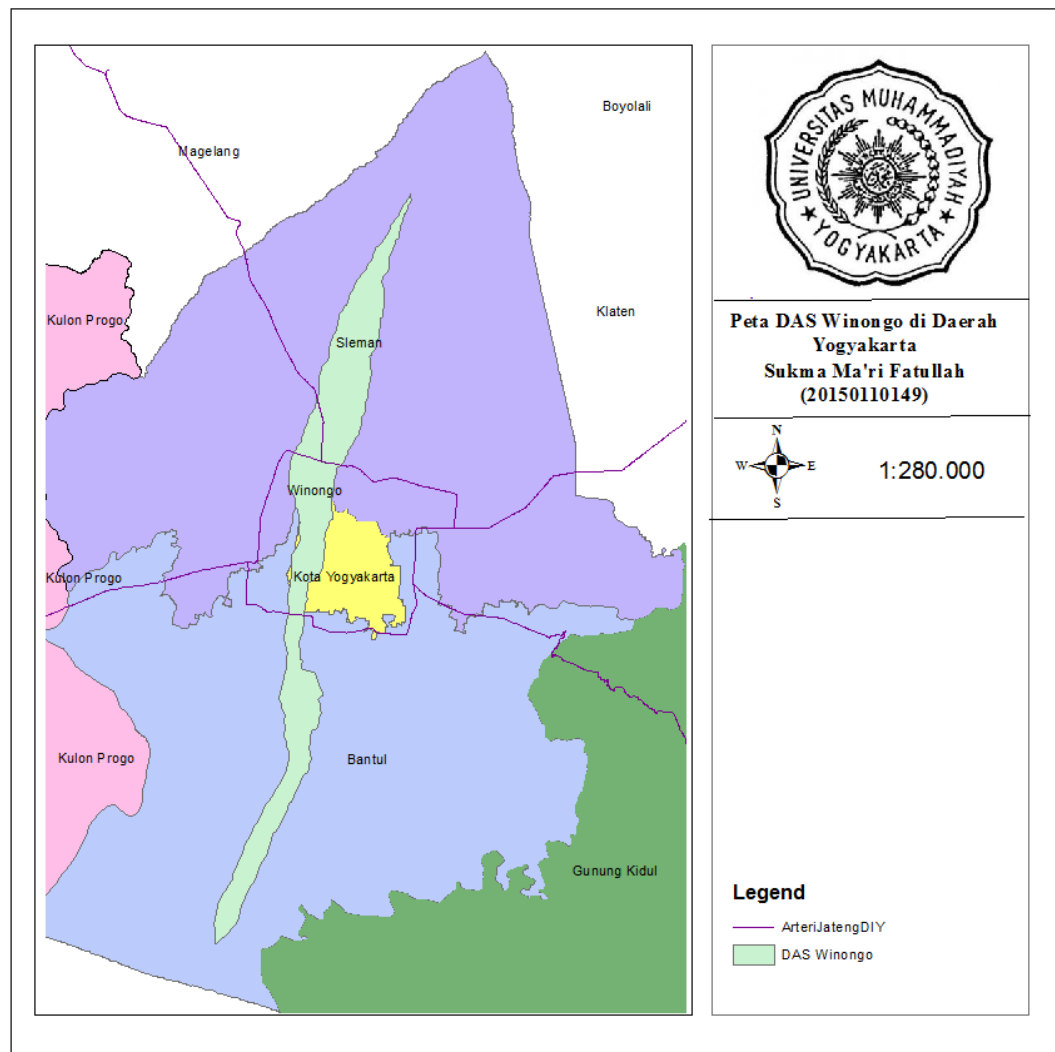 Boyolali
Magelang
Klaten
Kulon Progo
Sleman
Winongo
Kulon Progo
Kota Yogyakarta
Kulon Progo
Bantul
Gunung Kidul
UNIVERSITAS MUHAMMADIYAH
YOGYAKARTA
Peta DAS Winongo di Daerah
Yogyakarta
Sukma Ma'ri Fatullah
(20150110149)
N
W E
S
1:280.000
Legend
ArteriJatengDIY
DAS Winongo